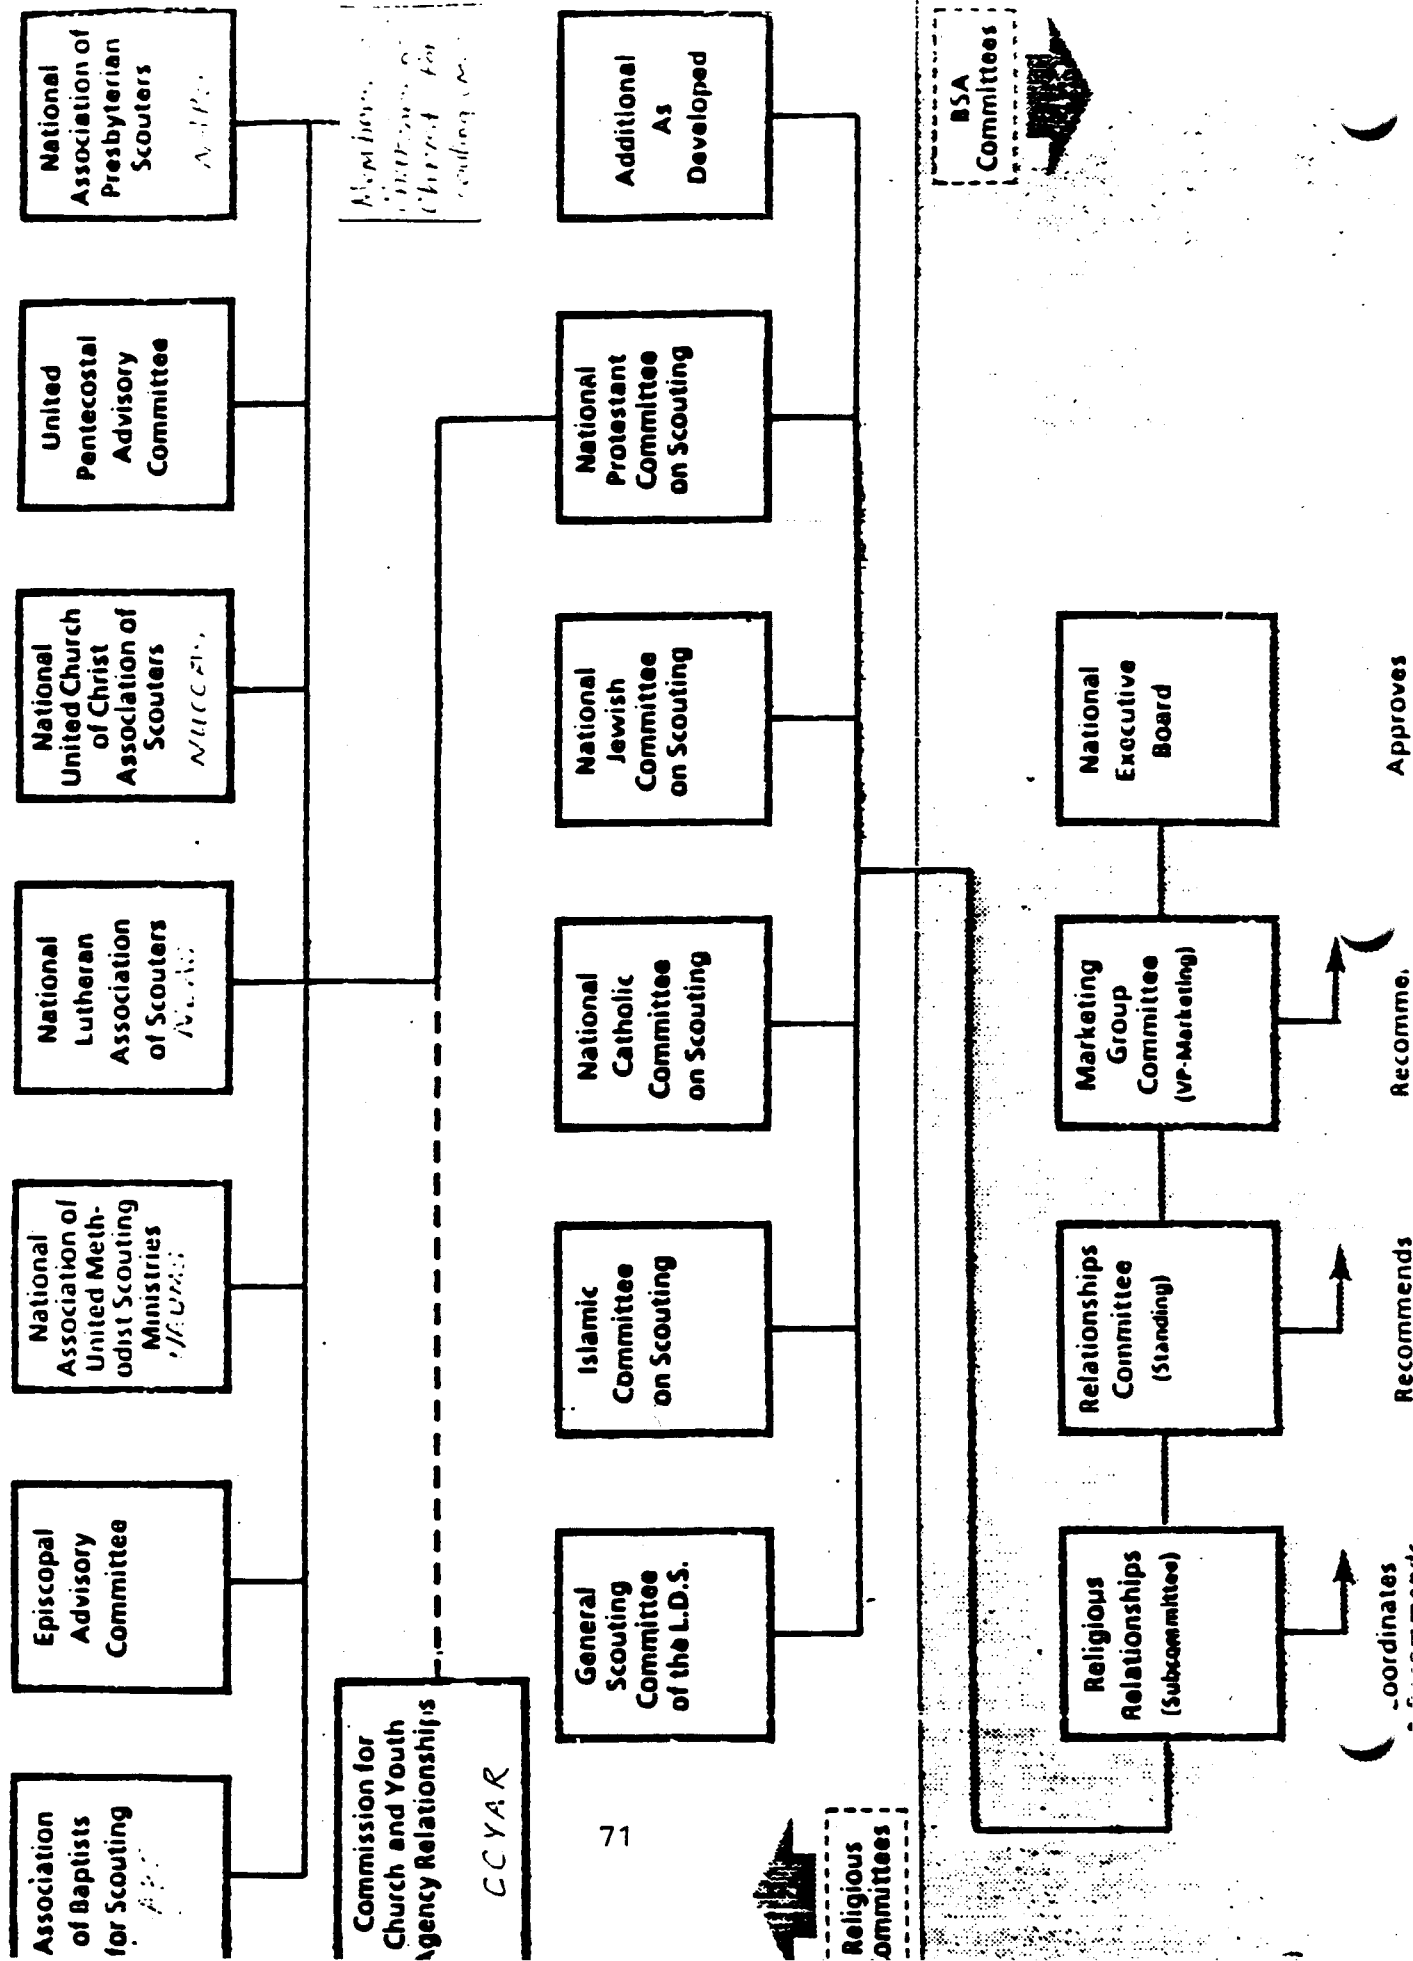 Association
of Baptists
for Scouting
Episcopal
Advisory
Committee
National
Association of
United Meth-
odist Scouting
Ministries
National
Lutheran
Association
of Scouters
National
United Church
of Christ
Association of
Scouters
United
Pentecostal
Advisory
Committee
National
Association of
Presbyterian
Scouters
Commission for
Church and Youth
Agency Relationships
CCYAR
Christ for
General
Scouting
Committee
of the L.D.S.
Islamic
Committee
on Scouting
National
Catholic
Committee
on Scouting
National
Jewish
Committee
on Scouting
National
Protestant
Committee
on Scouting
Additional
As
Developed
71
Religious
ommittees
BSA
Committees
Religious
Relationships
(Subcommittee)
Relationships
Committee
(Standing)
Marketing
Group
Committee
(VP-Marketing)
National
Executive
Board
oordinates
Recommends
Recomme
Approves